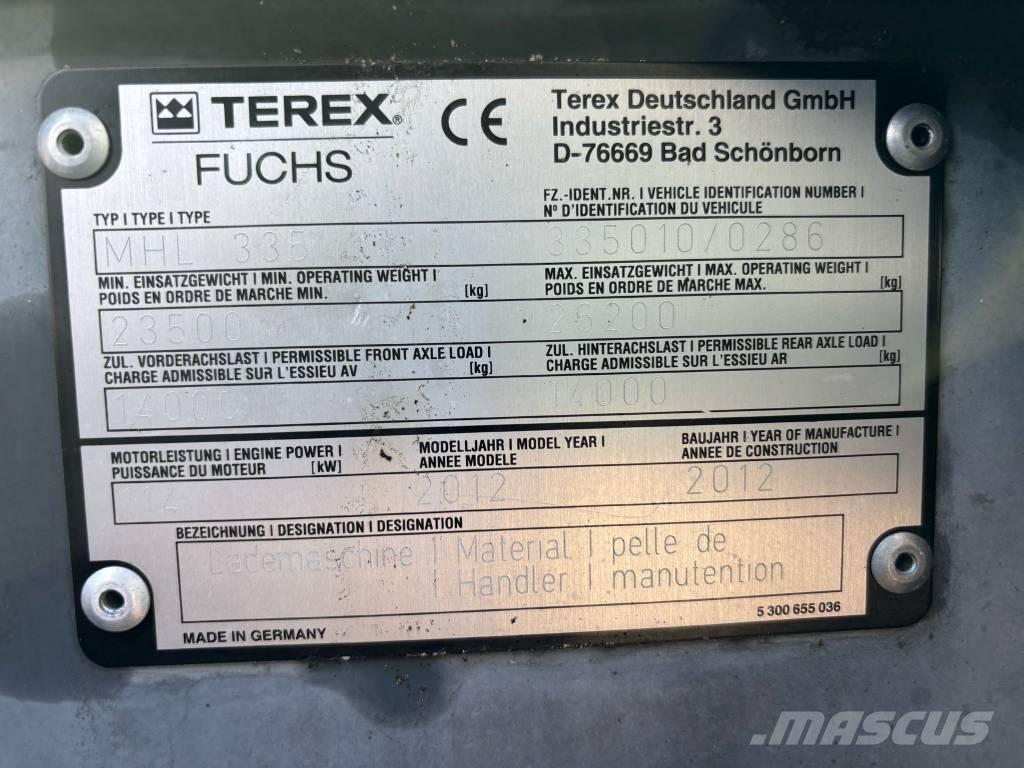 TEREX®
FUCHS
CE
Terex Deutschland GmbH
Industriestr. 3
D-76669 Bad Schönborn
TYP I TYPE I TYPE
MHL 335
FZ.-IDENT.NR. I VEHICLE IDENTIFICATION NUMBER I
Nº D'IDENTIFICATION DU VEHICULE
335010/0286
MIN. EINSATZGEWICHT I MIN. OPERATING WEIGHT I
POIDS EN ORDRE DE MARCHE MIN. [kg]
23500
MAX. EINSATZGEWICHT I MAX. OPERATING WEIGHT I
POIDS EN ORDRE DE MARCHE MAX. [kg]
26200
ZUL. VORDERACHSLAST I PERMISSIBLE FRONT AXLE LOAD I
CHARGE ADMISSIBLE SUR L'ESSIEU AV [kg]
14000
ZUL. HINTERACHSLAST I PERMISSIBLE REAR AXLE LOAD I
CHARGE ADMISSIBLE SUR L'ESSIEU AR [kg]
14000
MOTORLEISTUNG I ENGINE POWER I
PUISSANCE DU MOTEUR [kW]
MODELLJAHR I MODEL YEAR I
ANNEE MODELE
2012
BAUJAHR I YEAR OF MANUFACTURE I
ANNEE DE CONSTRUCTION
2012
BEZEICHNUNG I DESIGNATION I DESIGNATION
Lademaschine | Material | pelle de
| Handler | manutention
5 300 655 036
MADE IN GERMANY
MASCUS